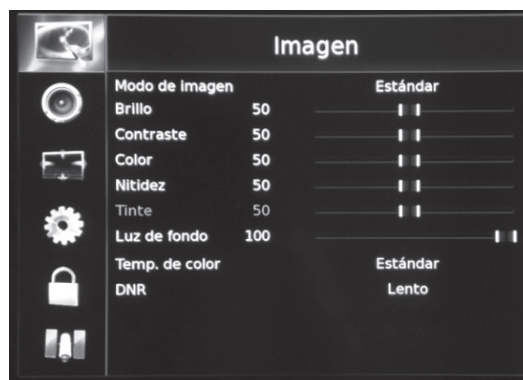 Imagen
Modo de Imagen Estándar
Brillo 50
Contraste 50
Color 50
Nitidez 50
Tinte 50
Luz de fondo 100
Temp. de color Estándar
DNR Lento